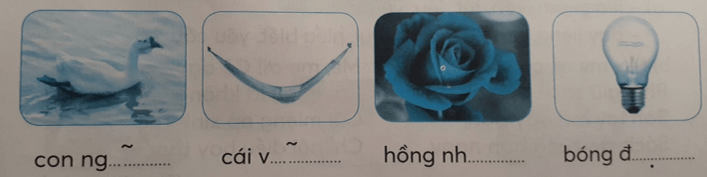 con ng...~.........
cái v....~.........
hồng nh.............
bóng đ......̣.........